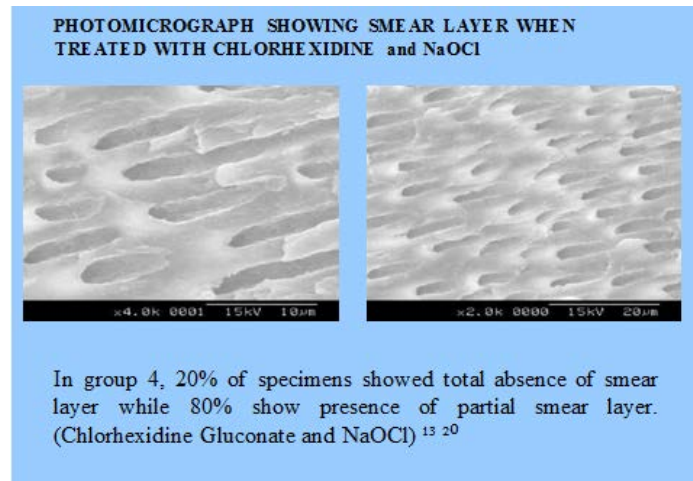 PHOTOMICROGRAPH SHOWING SMEAR LAYER WHEN
TREATED WITH CHLORHEXIDINE and NaOCl
x4.0k 0001 15kV 10µm
x2.0k 0000 15kV 20µm
In group 4, 20% of specimens showed total absence of smear
layer while 80% show presence of partial smear layer.
(Chlorhexidine Gluconate and NaOCl) ¹³ ²⁰